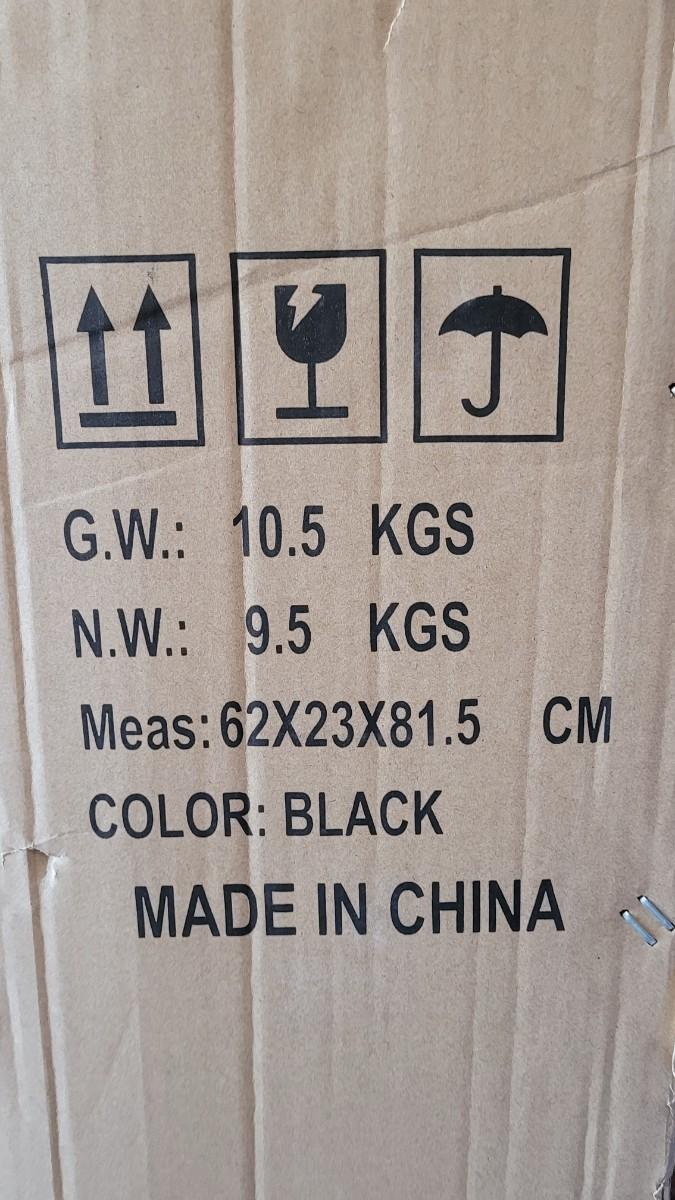 G.W.: 10.5 KGS
N.W.: 9.5 KGS
Meas: 62X23X81.5 CM
COLOR: BLACK
MADE IN CHINA